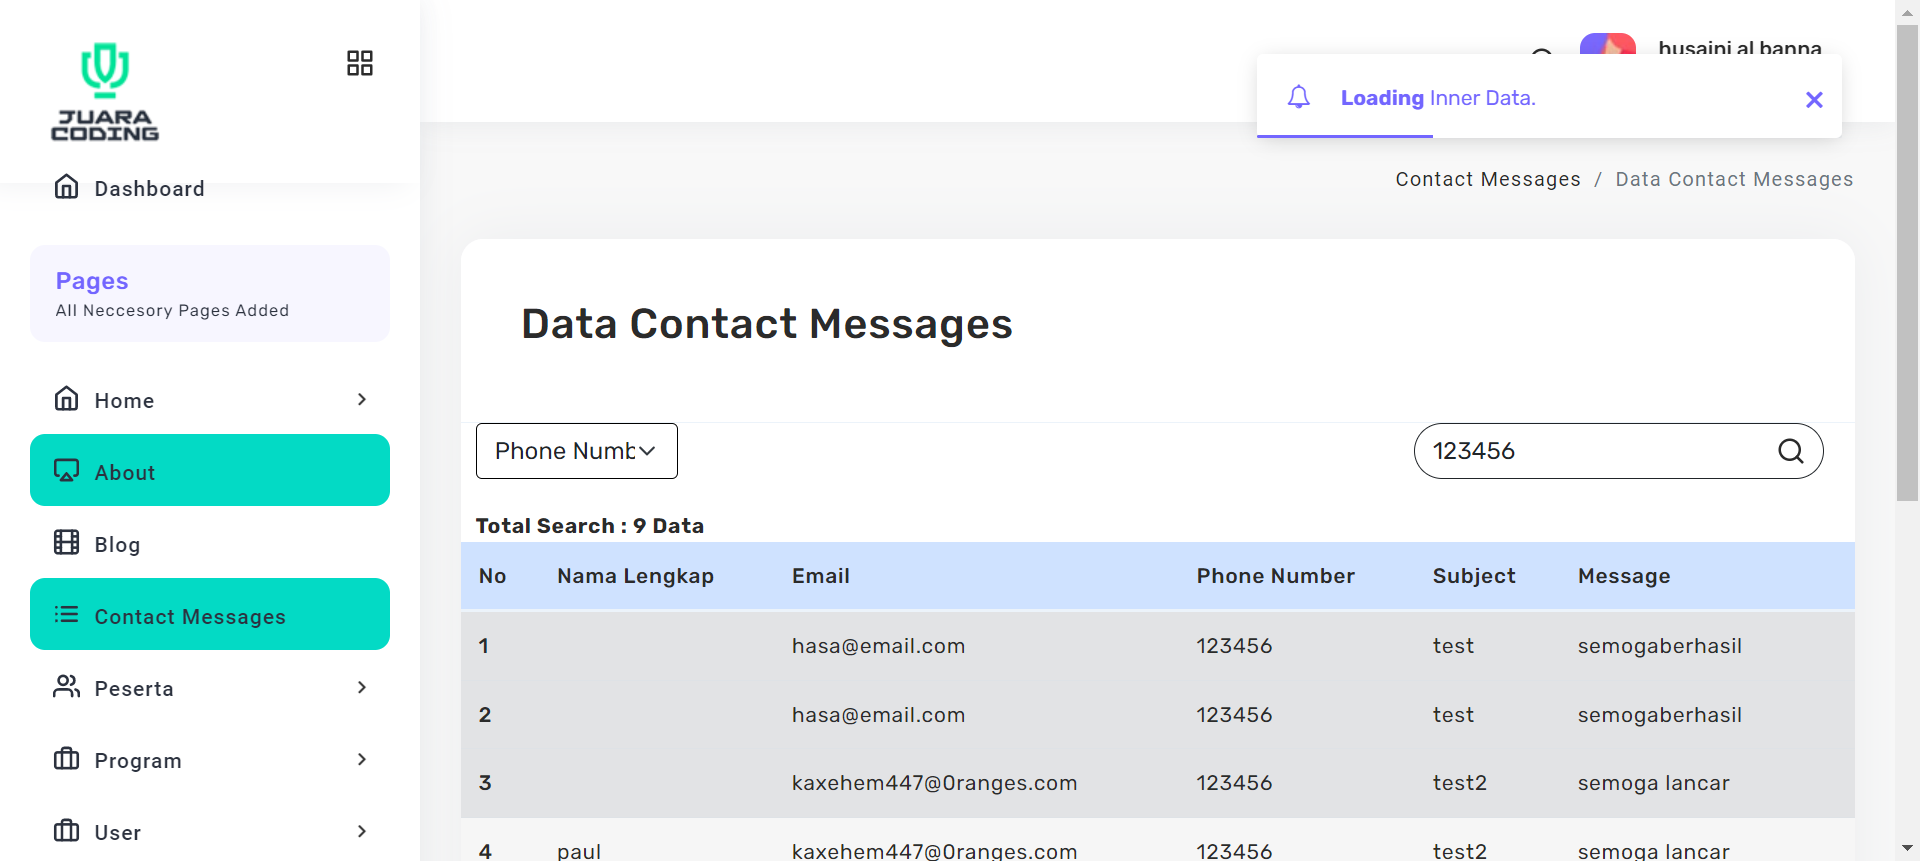 JUARA
CODING
Dashboard
Pages
All Neccesory Pages Added
Home
About
Blog
Contact Messages
Peserta
Program
User
husaini al banna
Loading Inner Data.
Contact Messages / Data Contact Messages
Data Contact Messages
Phone Numb
123456
Total Search : 9 Data
No Nama Lengkap Email Phone Number Subject Message
1 hasa@email.com 123456 test semogaberhasil
2 hasa@email.com 123456 test semogaberhasil
3 kaxehem447@0ranges.com 123456 test2 semoga lancar
4 paul kaxehem447@0ranges.com 123456 test2 semoga lancar